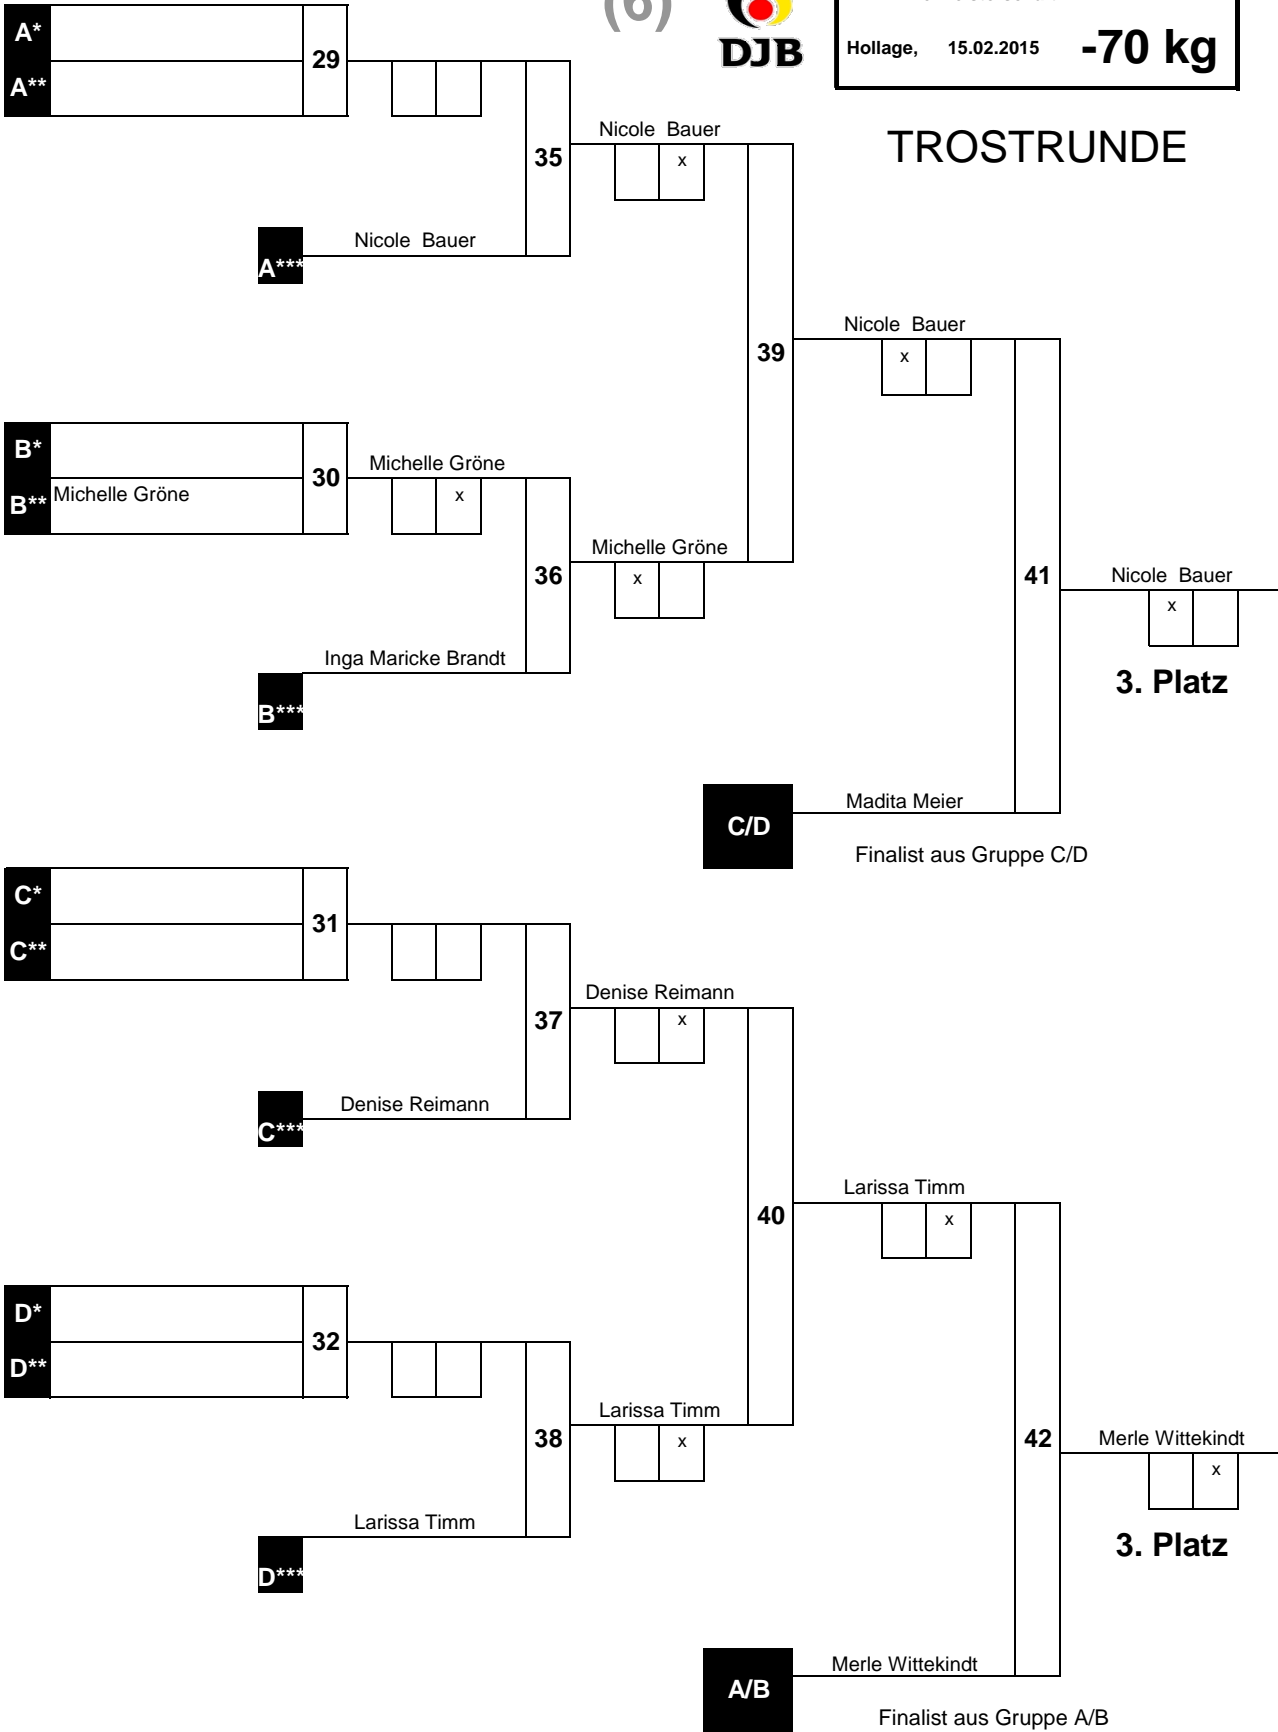 (6)
DJB
Hollage, 15.02.2015 -70 kg
TROSTRUNDE
A*
A**
29
35
Nicole Bauer
x
Nicole Bauer
A***
39
Nicole Bauer
x
B*
B** Michelle Gröne
30
Michelle Gröne
x
36
Michelle Gröne
x
Inga Maricke Brandt
B***
41
Nicole Bauer
x
3. Platz
C/D
Madita Meier
Finalist aus Gruppe C/D
C*
C**
31
37
Denise Reimann
x
Denise Reimann
C***
40
Larissa Timm
x
D*
D**
32
38
Larissa Timm
x
Larissa Timm
D***
42
Merle Wittekindt
x
3. Platz
A/B
Merle Wittekindt
Finalist aus Gruppe A/B